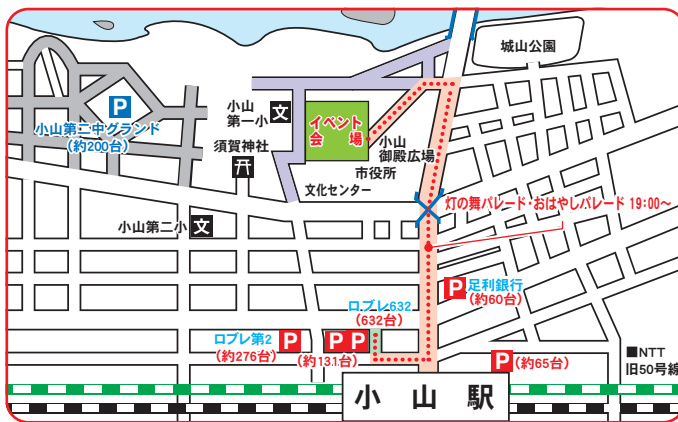 城山公園
P
小山第二中グランド
(約200台)
小山
第一小
文
イベント
会場
小山
御殿広場
市役所
須賀神社
文化センター
灯の舞パレード・おはやしパレード 19:00〜
小山第二小
文
P
足利銀行
(約60台)
ロブレ632
(632台)
ロブレ第2
(約276台)
P
P P
(約131台)
P
(約65台)
■NTT
旧50号線
小山駅